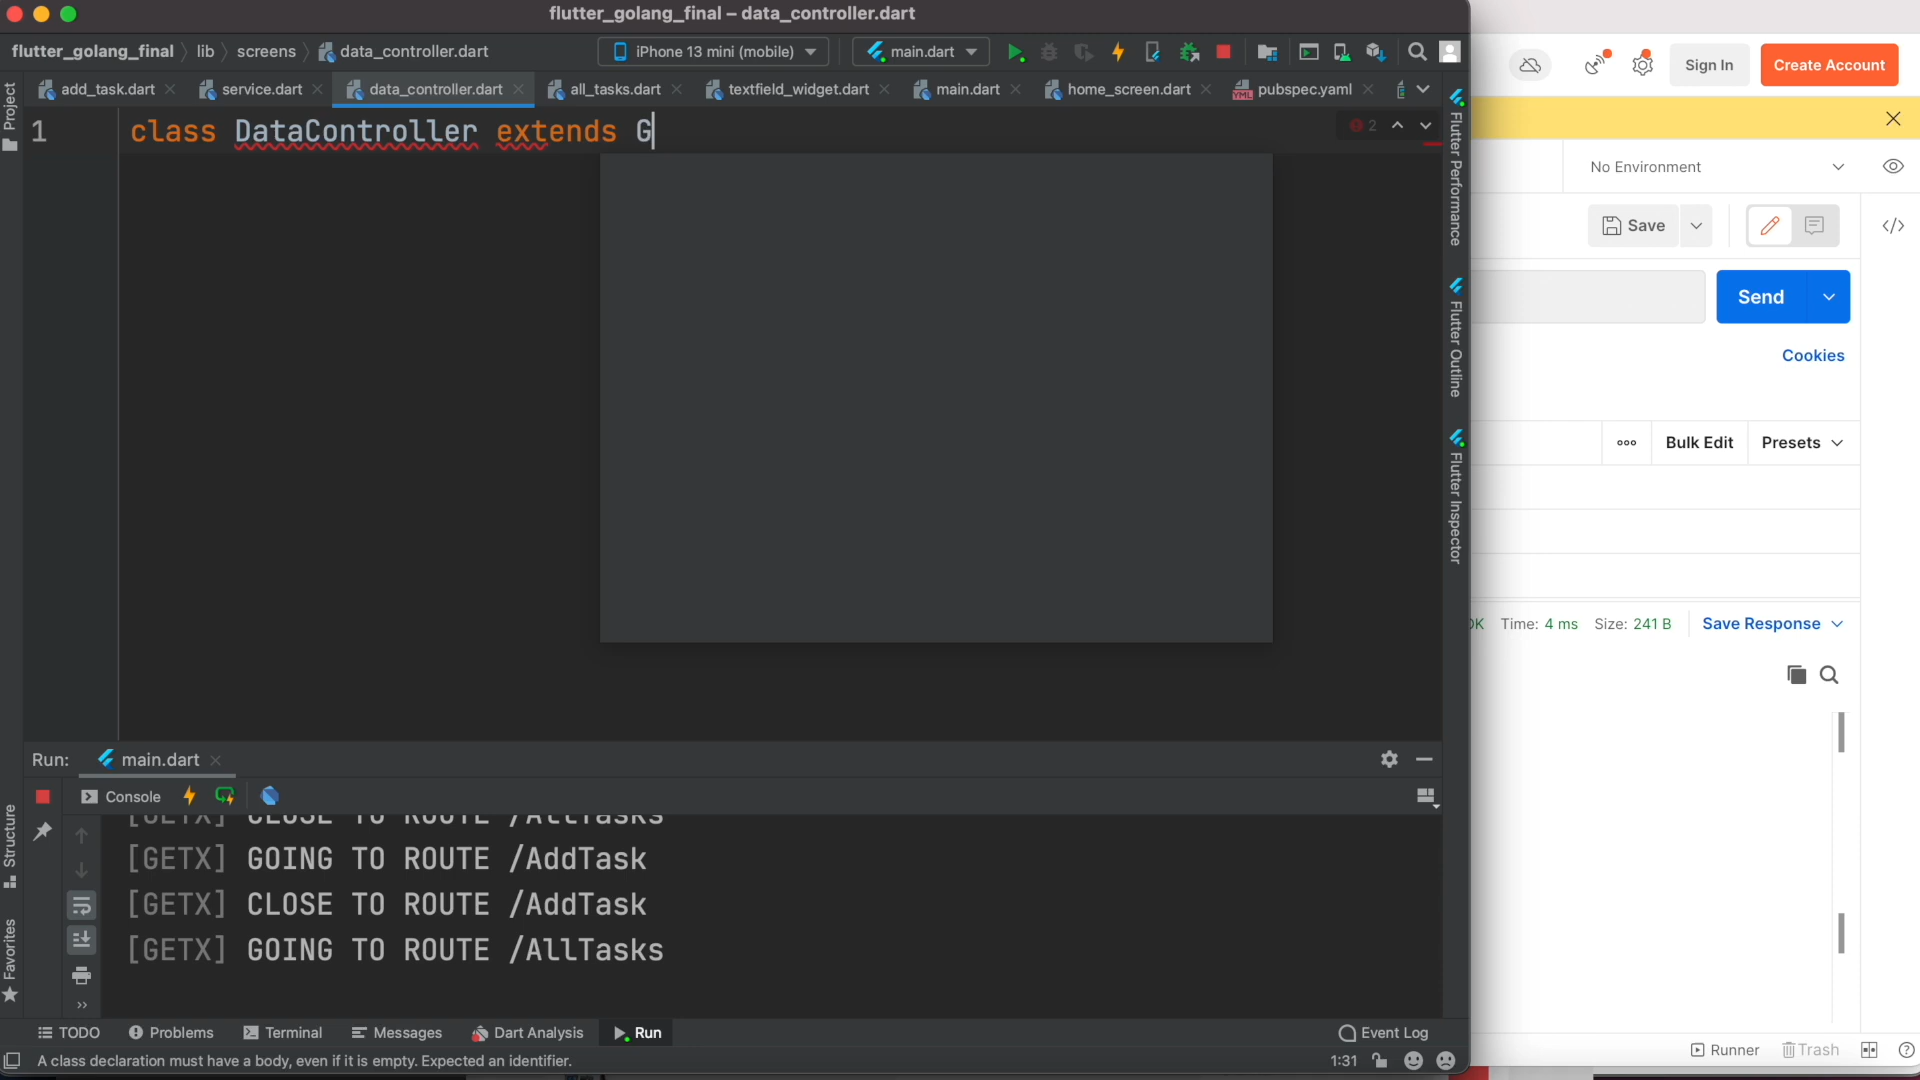 flutter_golang_final – data_controller.dart
flutter_golang_final lib screens data_controller.dart
iPhone 13 mini (mobile)
main.dart
add_task.dart
service.dart
data_controller.dart
all_tasks.dart
textfield_widget.dart
main.dart
home_screen.dart
pubspec.yaml
1
class DataController extends G
2
Project
Structure
Favorites
Flutter Performance
Flutter Outline
Flutter Inspector
Run:
main.dart
Console
[GETX] CLOSE TO ROUTE /AllTasks
[GETX] GOING TO ROUTE /AddTask
[GETX] CLOSE TO ROUTE /AddTask
[GETX] GOING TO ROUTE /AllTasks
TODO
Problems
Terminal
Messages
Dart Analysis
Run
Event Log
A class declaration must have a body, even if it is empty. Expected an identifier.
1:31
Sign In
Create Account
No Environment
Save
Send
Cookies
Bulk Edit
Presets
OK Time: 4 ms Size: 241 B
Save Response
Runner
Trash